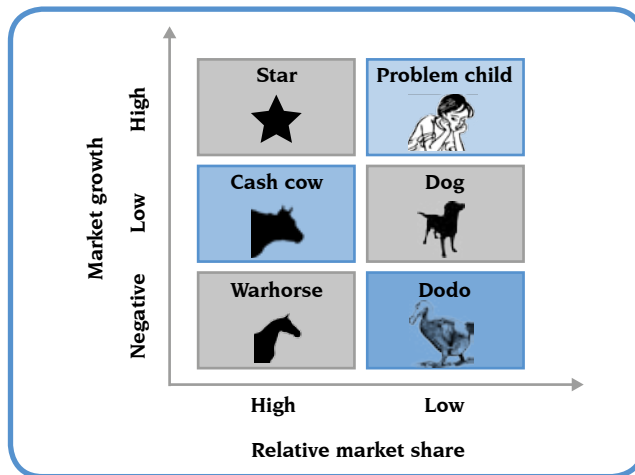 Star
Problem child
High
Cash cow
Dog
Low
Market growth
Warhorse
Dodo
Negative
High
Low
Relative market share